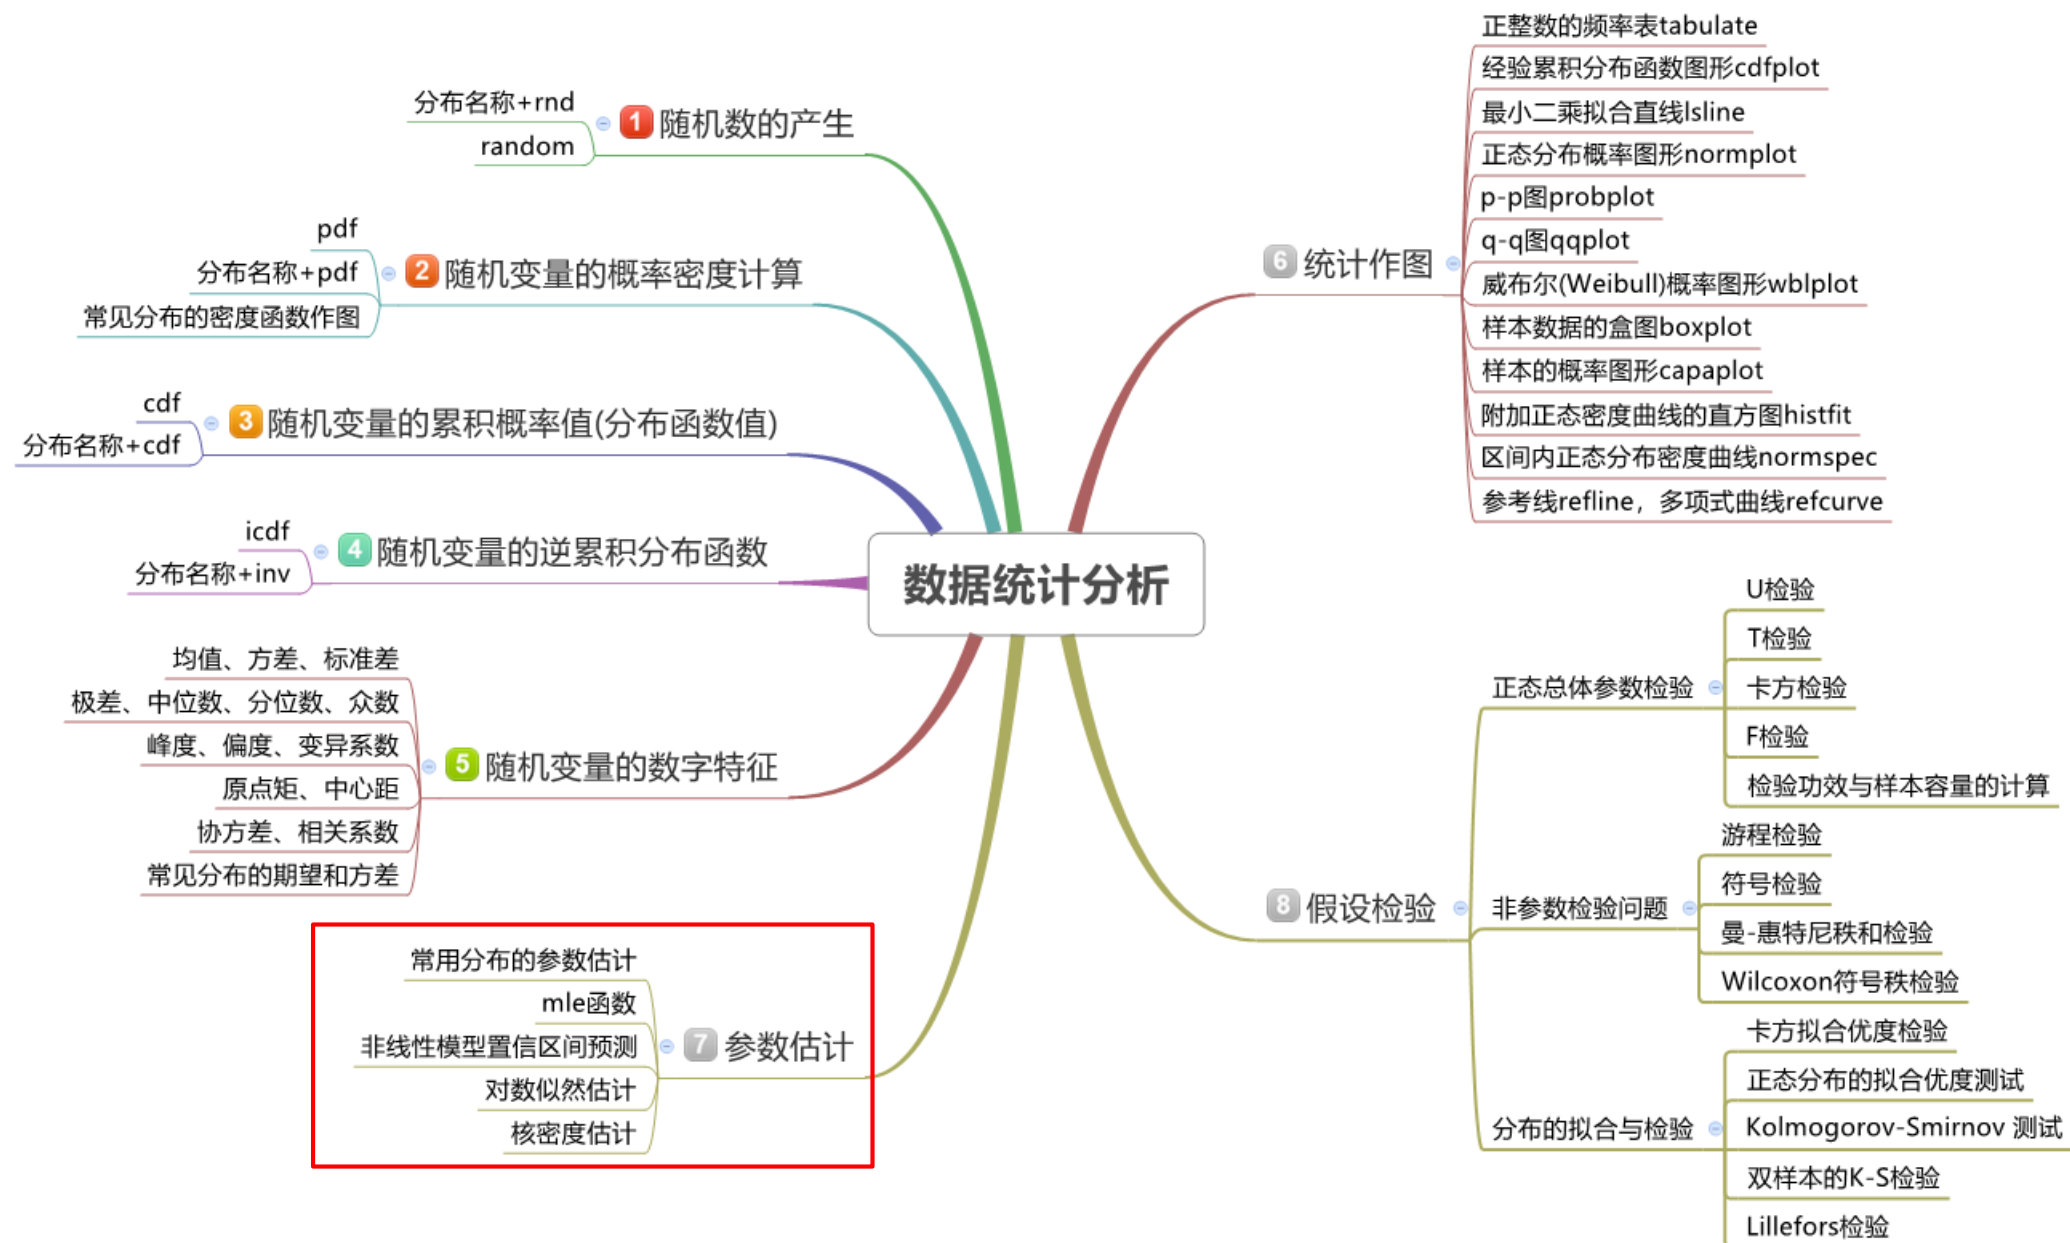 数据统计分析
1 随机数的产生
分布名称+rnd
random
2 随机变量的概率密度计算
pdf
分布名称+pdf
常见分布的密度函数作图
3 随机变量的累积概率值(分布函数值)
cdf
分布名称+cdf
4 随机变量的逆累积分布函数
icdf
分布名称+inv
5 随机变量的数字特征
均值、方差、标准差
极差、中位数、分位数、众数
峰度、偏度、变异系数
原点矩、中心距
协方差、相关系数
常见分布的期望和方差
6 统计作图
正整数的频率表tabulate
经验累积分布函数图形cdfplot
最小二乘拟合直线lsline
正态分布概率图形normplot
p-p图probplot
q-q图qqplot
威布尔(Weibull)概率图形wblplot
样本数据的盒图boxplot
样本的概率图形capaplot
附加正态密度曲线的直方图histfit
区间内正态分布密度曲线normspec
参考线refline，多项式曲线refcurve
7 参数估计
常用分布的参数估计
mle函数
非线性模型置信区间预测
对数似然估计
核密度估计
8 假设检验
正态总体参数检验
U检验
T检验
卡方检验
F检验
检验功效与样本容量的计算
非参数检验问题
游程检验
符号检验
曼-惠特尼秩和检验
Wilcoxon符号秩检验
分布的拟合与检验
卡方拟合优度检验
正态分布的拟合优度测试
Kolmogorov-Smirnov 测试
双样本的K-S检验
Lillefors检验